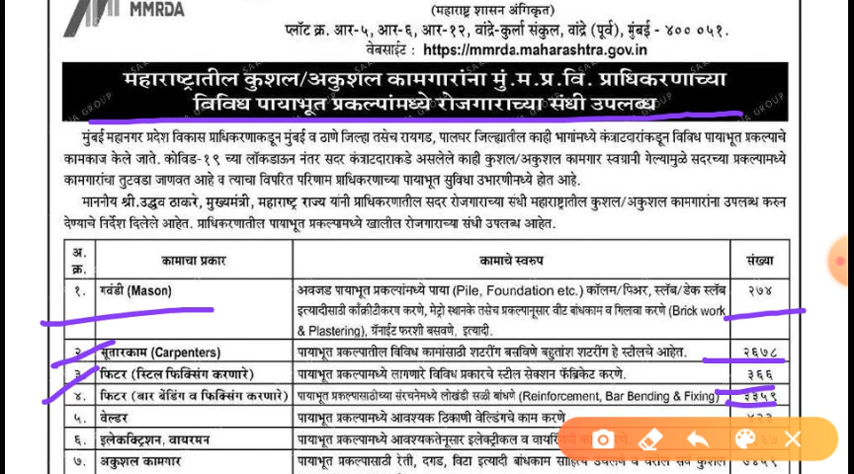 MMRDA
(महाराष्ट्र शासन अंगिकृत)
प्लॉट क्र. आर-५, आर-६, आर-१२, वांद्रे-कुर्ला संकुल, वांद्रे (पूर्व), मुंबई - ४०० ०५१.
वेबसाईट : https://mmrda.maharashtra.gov.in
महाराष्ट्रातील कुशल/अकुशल कामगारांना मुं.म.प्र.वि. प्राधिकरणाच्या
विविध पायाभूत प्रकल्पांमध्ये रोजगाराच्या संधी उपलब्ध
मुंबई महानगर प्रदेश विकास प्राधिकरणाकडून मुंबई व ठाणे जिल्हा तसेच रायगड, पालघर जिल्ह्यातील काही भागांमध्ये कंत्राटदारांकडून विविध पायाभूत प्रकल्पाचे
कामकाज केले जाते. कोविड-१९ च्या लॉकडाऊन नंतर सदर कंत्राटदाराकडे असलेले काही कुशल/अकुशल कामगार स्वग्रामी गेल्यामुळे सदरच्या प्रकल्पामध्ये
कामगारांचा तुटवडा जाणवत आहे व त्याचा विपरित परिणाम प्राधिकरणाच्या पायाभूत सुविधा उभारणीमध्ये होत आहे.
माननीय श्री.उद्धव ठाकरे, मुख्यमंत्री, महाराष्ट्र राज्य यांनी प्राधिकरणातील सदर रोजगाराच्या संधी महाराष्ट्रातील कुशल/अकुशल कामगारांना उपलब्ध करुन
देण्याचे निर्देश दिलेले आहेत. प्राधिकरणातील पायाभूत प्रकल्पामध्ये खालील रोजगाराच्या संधी उपलब्ध आहेत.
अ. क्र. कामाचा प्रकार कामाचे स्वरुप संख्या
१. गवंडी (Mason) अवजड पायाभूत प्रकल्पांमध्ये पाया (Pile, Foundation etc.) कॉलम/पिअर, स्लॅब/डेक स्लॅब २७४
इत्यादीसाठी काँक्रीटीकरण करणे, मेट्रो स्थानके तसेच प्रकल्पानुसार वीट बांधकाम व गिलावा करणे (Brick work
& Plastering), ग्रॅनाईट फरशी बसवणे, इत्यादी.
२. सूतारकाम (Carpenters) पायाभूत प्रकल्पातील विविध कामांसाठी शटरींग बसविणे बहुतांश शटरींग हे स्टीलचे आहेत. २६७८
३. फिटर (स्टिल फिक्सिंग करणारे) पायाभूत प्रकल्पामध्ये लागणारे विविध प्रकारचे स्टील सेक्शन फॅब्रिकेट करणे. ३६६
४. फिटर (बार बेंडिंग व फिक्सिंग करणारे) पायाभूत प्रकल्पासाठीच्या संरचनेमध्ये लोखंडी सळी बांधणे (Reinforcement, Bar Bending & Fixing) ३३५९
५. वेल्डर पायाभूत प्रकल्पामध्ये आवश्यक ठिकाणी वेल्डिंगचे काम करणे
६. इलेक्ट्रिशन, वायरमन पायाभूत प्रकल्पामध्ये आवश्यकतेनूसार इलेक्ट्रीकल व
७. अकुशल कामगार पायाभूत प्रकल्पासाठी रेती, दगड, विटा इत्यादी बांधकाम